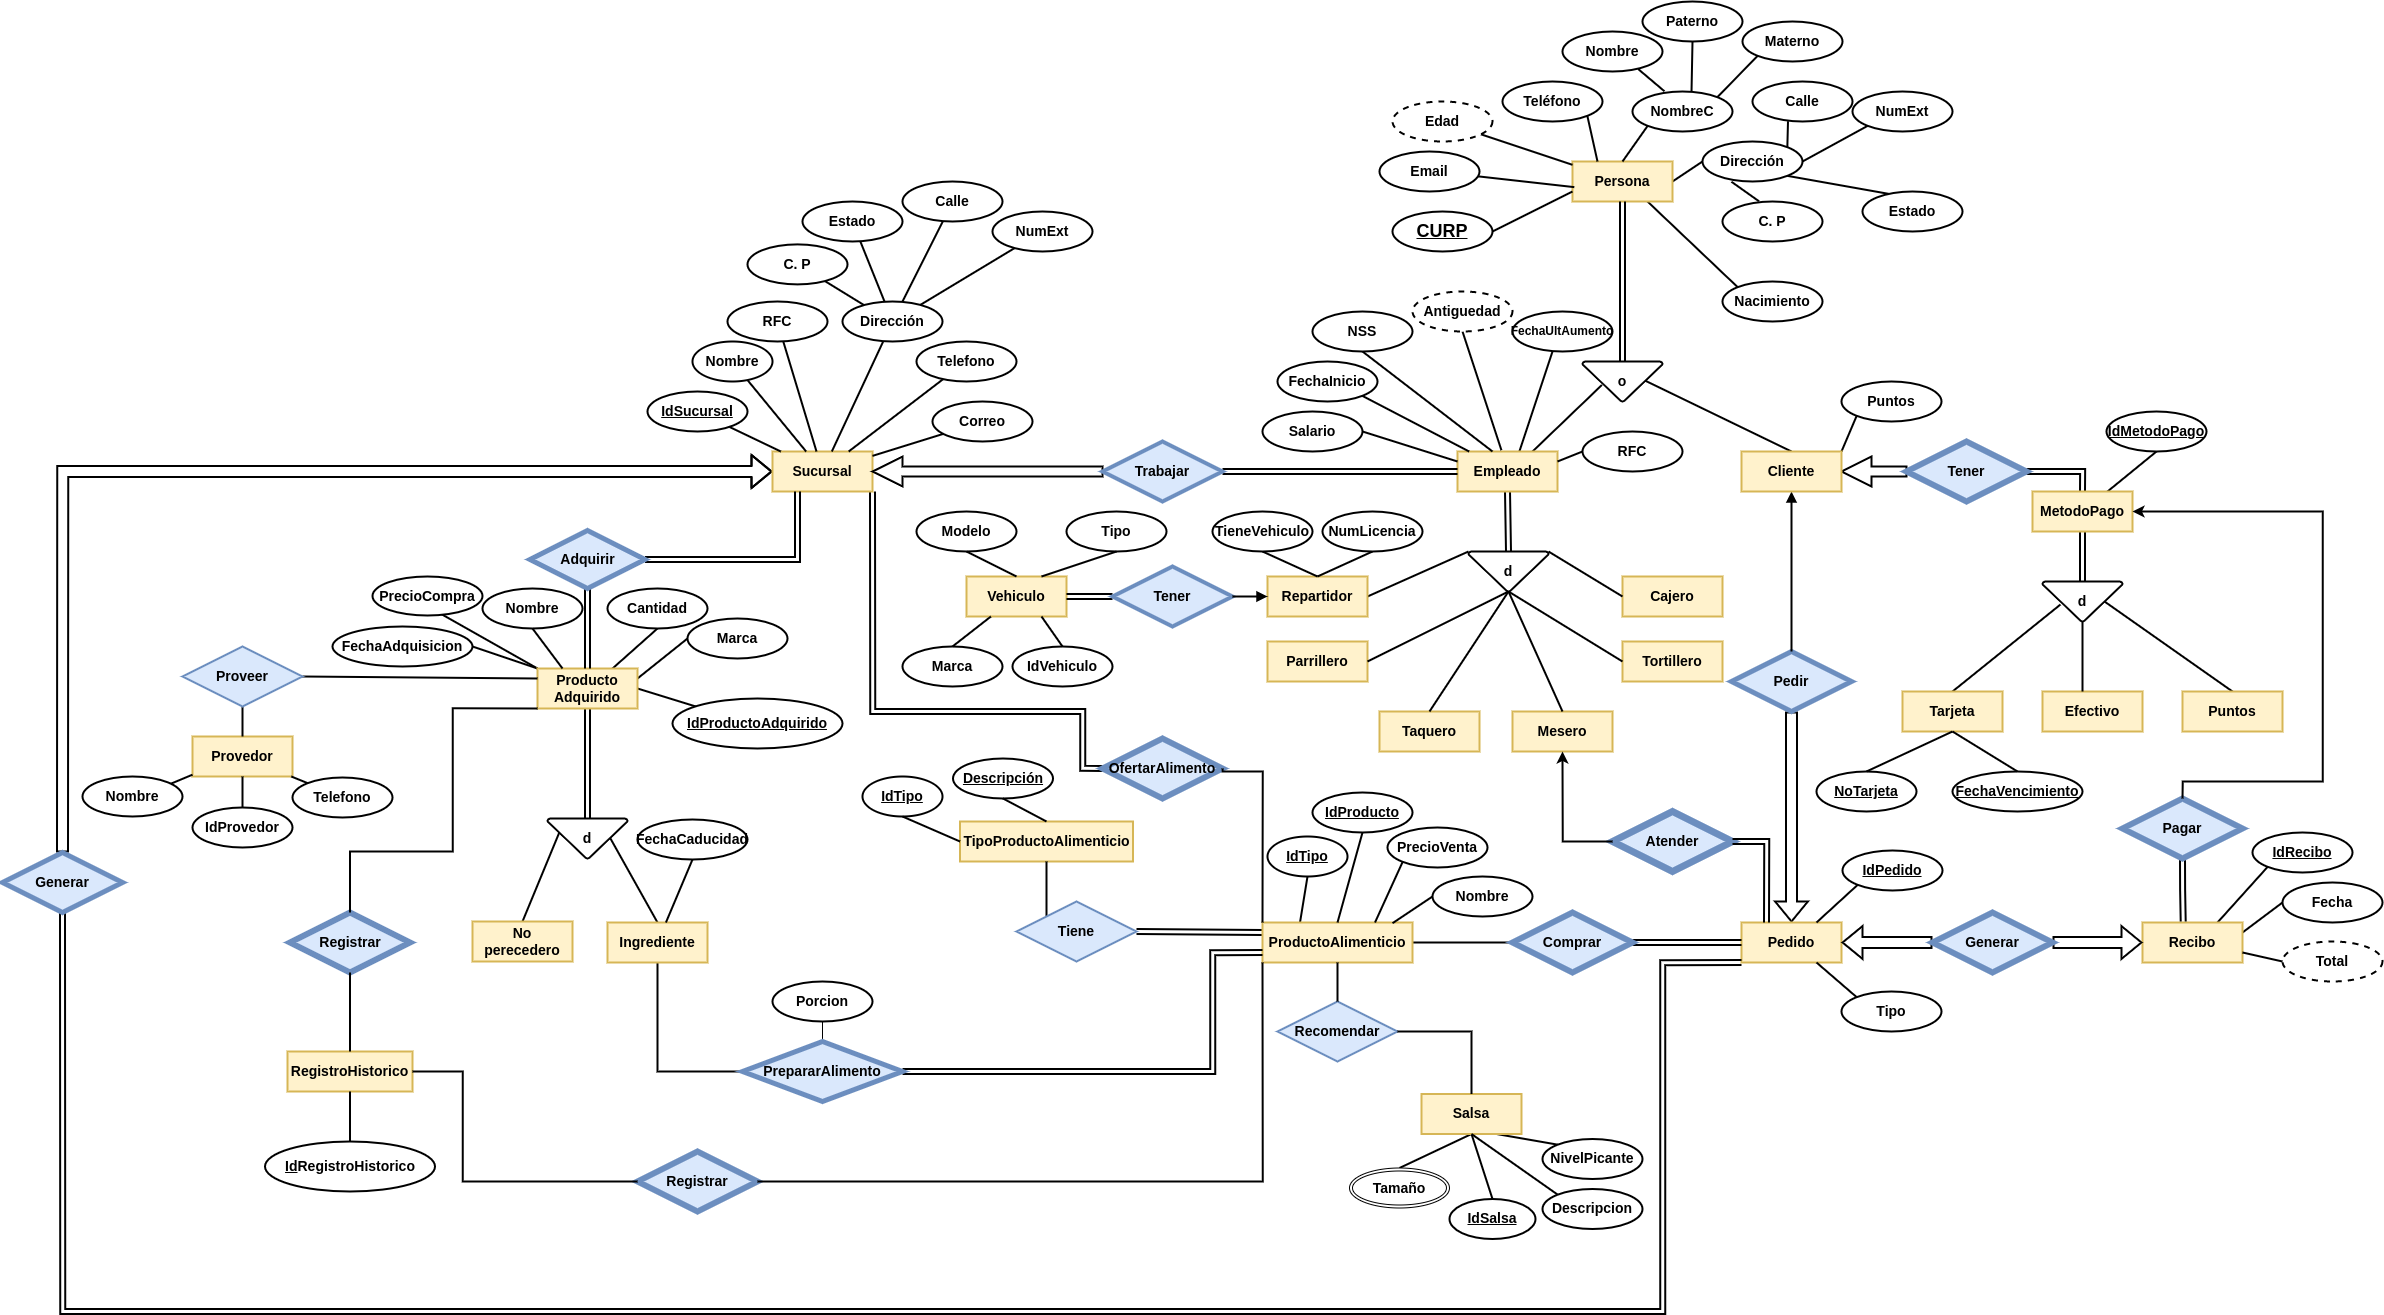 Paterno
Nombre
Materno
Teléfono
NombreC
Calle
NumExt
Edad
Email
Persona
Dirección
CURP
C. P
Estado
Nacimiento
Calle
Estado
NumExt
C. P
RFC
Dirección
Nombre
Telefono
IdSucursal
Correo
Sucursal
Antiguedad
NSS
FechaUltAumento
FechaInicio
o
Salario
RFC
Puntos
IdMetodoPago
Trabajar
Empleado
Cliente
Tener
MetodoPago
Modelo
Tipo
TieneVehiculo
NumLicencia
Adquirir
d
Vehiculo
Tener
Repartidor
Cajero
d
PrecioCompra
Nombre
Cantidad
FechaAdquisicion
Marca
Marca
IdVehiculo
Parrillero
Tortillero
Proveer
Producto
Adquirido
Pedir
IdProductoAdquirido
Taquero
Mesero
Tarjeta
Efectivo
Puntos
Provedor
OfertarAlimento
Nombre
Telefono
IdProvedor
IdTipo
Descripción
NoTarjeta
FechaVencimiento
IdProducto
d
FechaCaducidad
TipoProductoAlimenticio
IdTipo
PrecioVenta
Atender
Pagar
IdRecibo
Generar
Nombre
IdPedido
Fecha
Registrar
No
perecedero
Ingrediente
Tiene
ProductoAlimenticio
Comprar
Pedido
Generar
Recibo
Total
Porcion
Recomendar
Tipo
RegistroHistorico
PrepararAlimento
Salsa
IdRegistroHistorico
Registrar
NivelPicante
Tamaño
IdSalsa
Descripcion